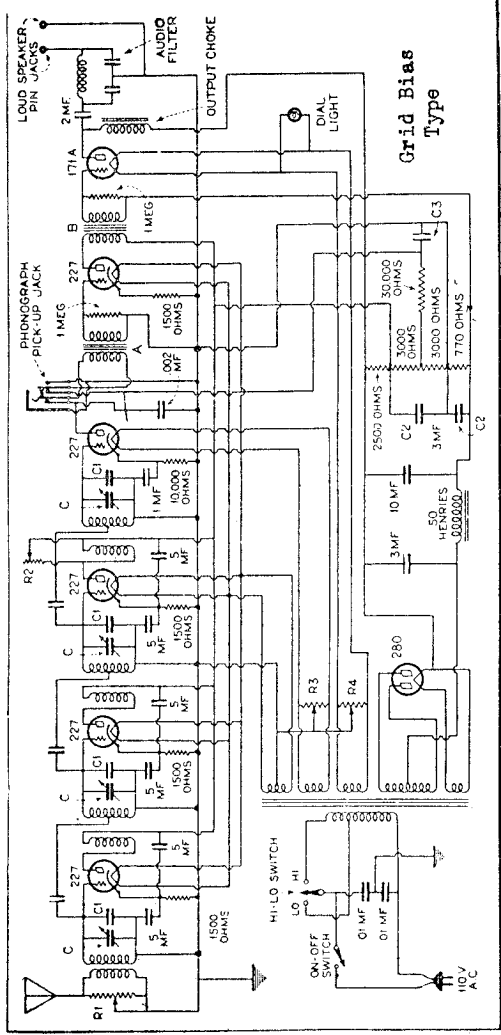 LOUD SPEAKER
PIN JACKS
AUDIO
FILTER
2 MF
OUTPUT CHOKE
171A
DIAL
LIGHT
Grid Bias
Type
1 MEG
B
227
1500
OHMS
1 MEG
PHONOGRAPH
PICK-UP JACK
A
.002
MF
227
C
C1
1 MF
10,000
OHMS
R2
227
C
C1
.5
MF
.5
MF
1500
OHMS
227
C
C1
.5
MF
.5
MF
1500
OHMS
227
C
C1
.5
MF
.5
MF
1500
OHMS
R1
C3
30,000
OHMS
2500 OHMS
3000 OHMS
3000 OHMS
770 OHMS
C2
3 MF
C2
10 MF
50
HENRIES
3 MF
280
R3
R4
HI-LO SWITCH
LO
HI
ON-OFF
SWITCH
.01 MF
.01 MF
110 V
A.C.